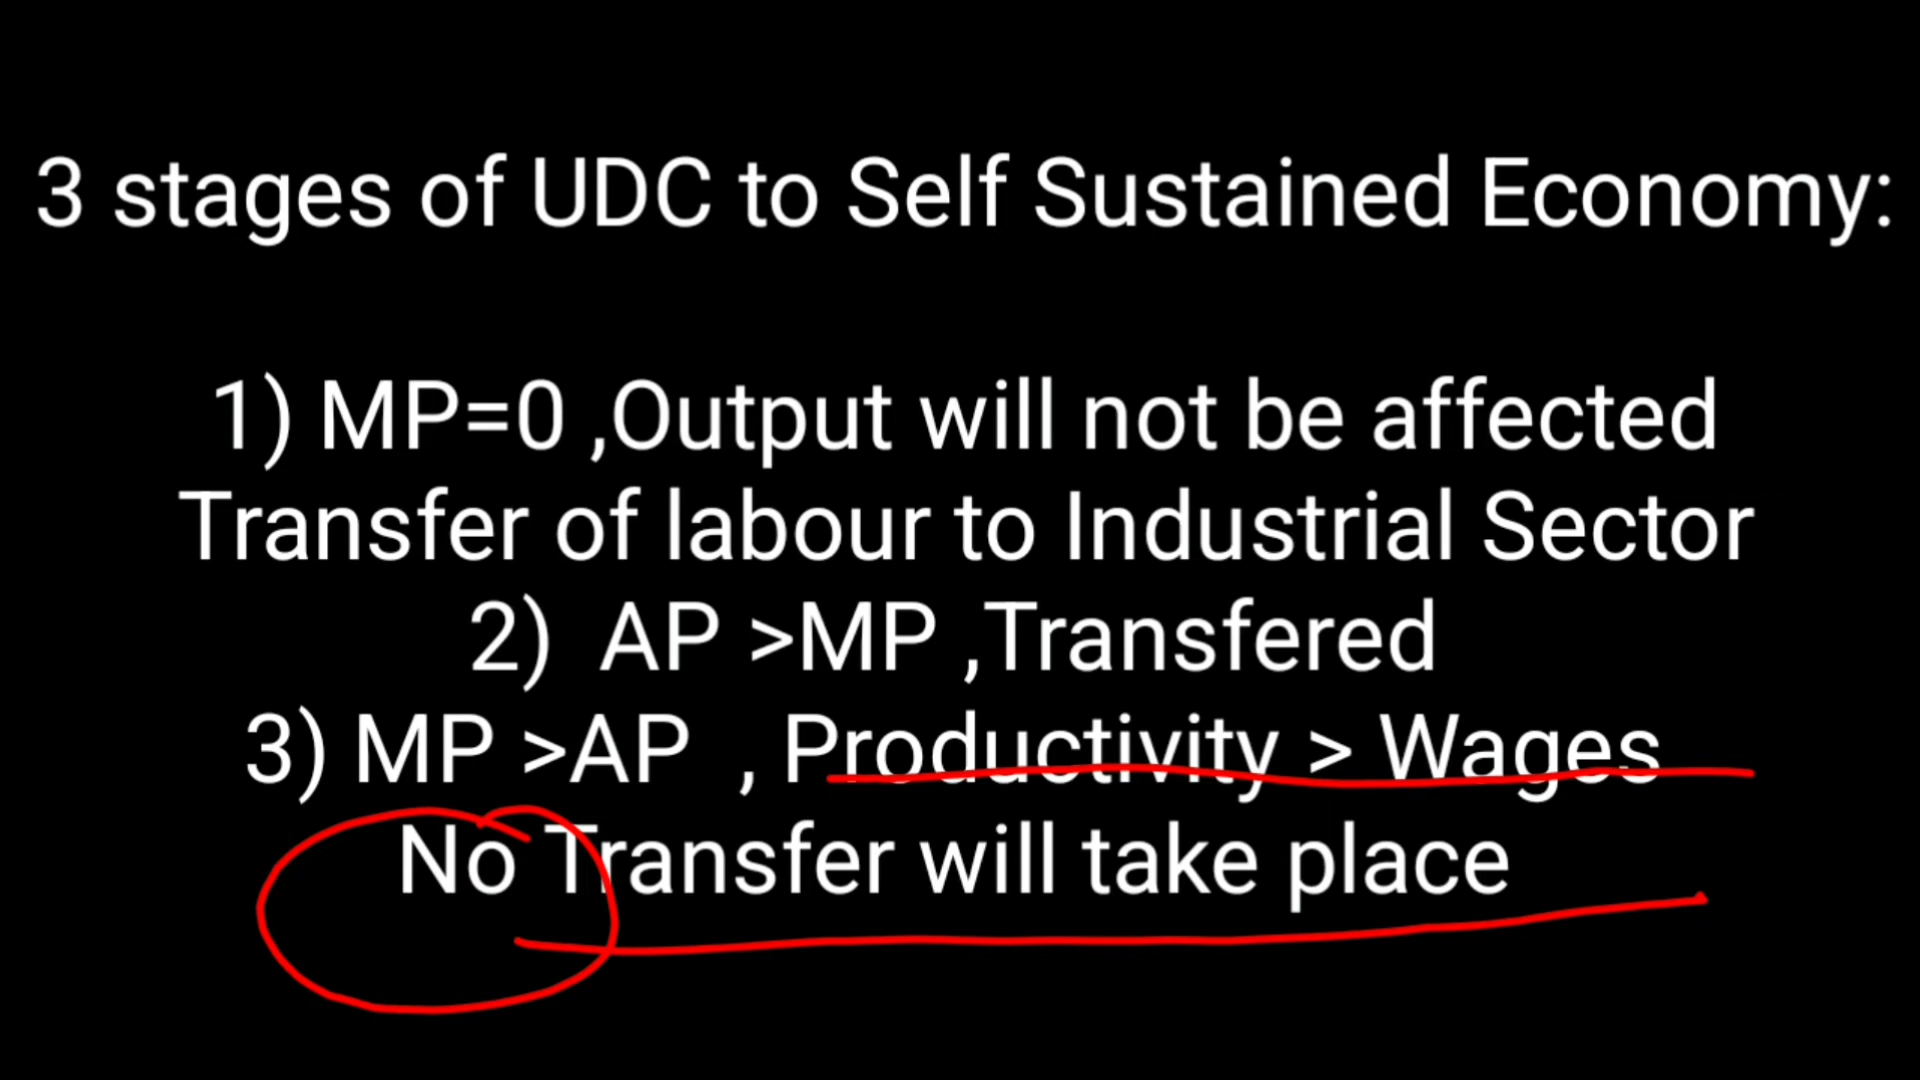 3 stages of UDC to Self Sustained Economy:
1) MP=0 ,Output will not be affected
Transfer of labour to Industrial Sector
2)  AP >MP ,Transfered
3) MP >AP  , Productivity > Wages
No Transfer will take place